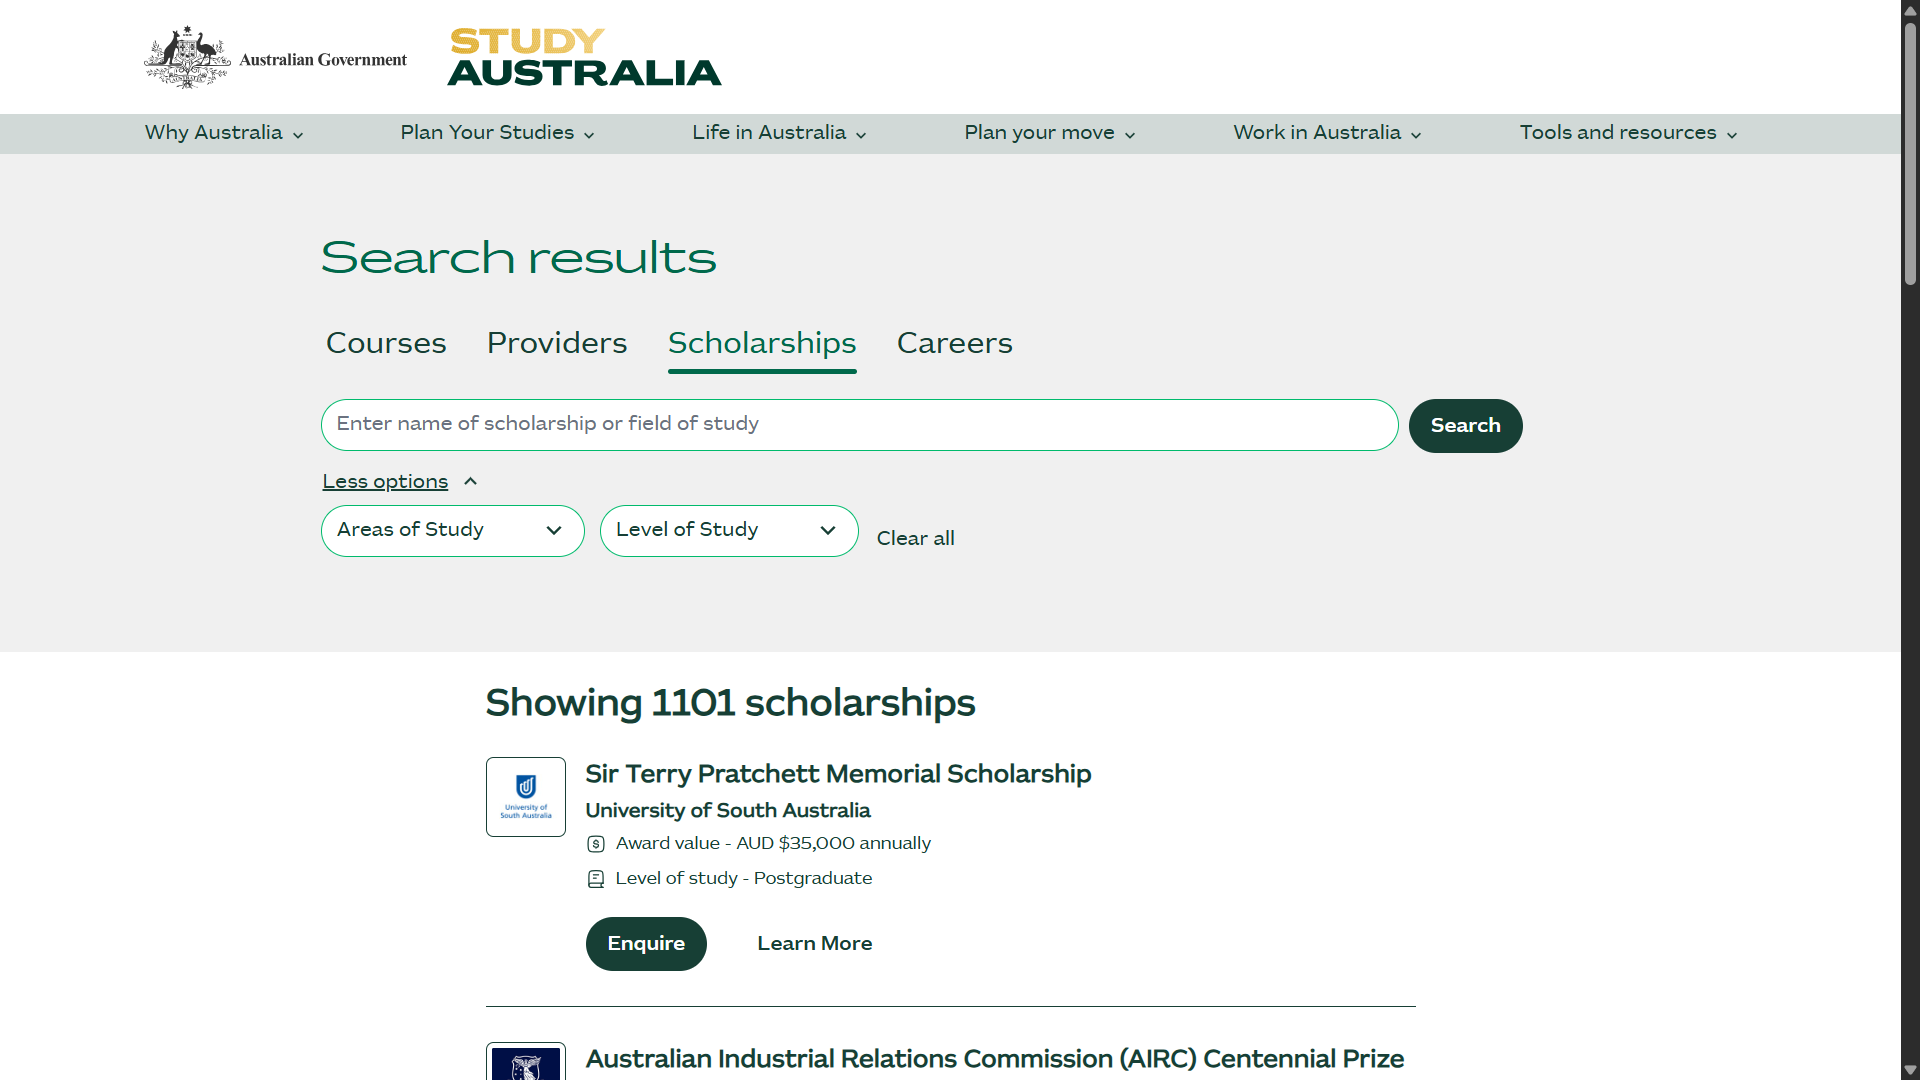 Australian Government
STUDY
AUSTRALIA
Why Australia
Plan Your Studies
Life in Australia
Plan your move
Work in Australia
Tools and resources
Search results
Courses
Providers
Scholarships
Careers
Enter name of scholarship or field of study
Search
Less options
Areas of Study
Level of Study
Clear all
Showing 1101 scholarships
University of
South Australia
Sir Terry Pratchett Memorial Scholarship
University of South Australia
Award value - AUD $35,000 annually
Level of study - Postgraduate
Enquire
Learn More
Australian Industrial Relations Commission (AIRC) Centennial Prize